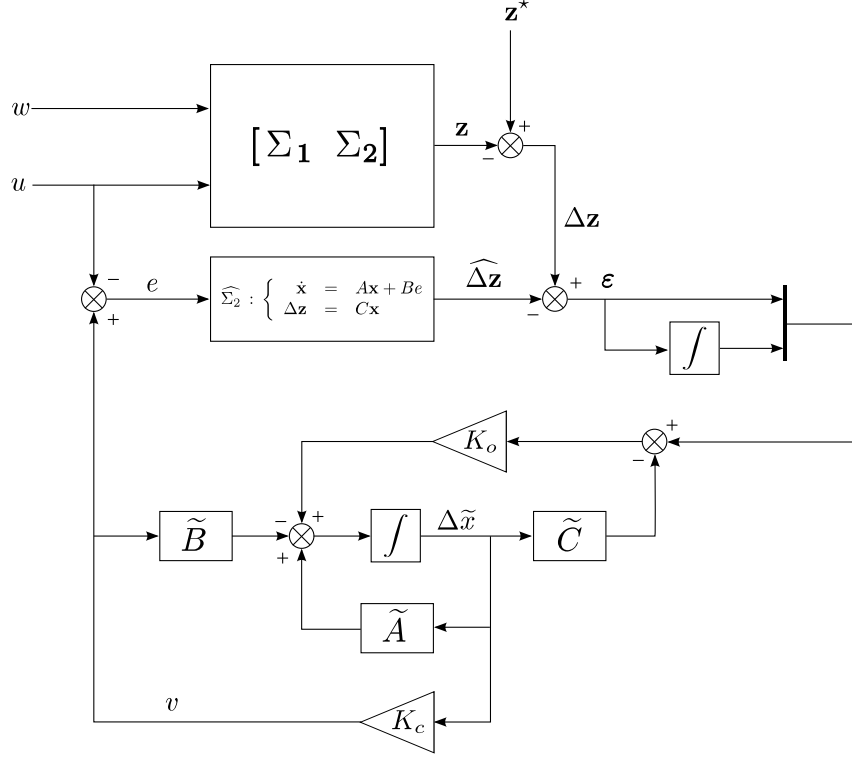 z⋆
w
[ Σ₁ Σ₂ ]
z
+
−
u
Δz
−
e
+
Σ̂₂ : { ẋ = Ax + Be
Δz = Cx
Δ̂z
−
+
ε
∫
K_o
+
−
B̃
−
+
+
∫
Δx̃
C̃
Ã
v
K_c